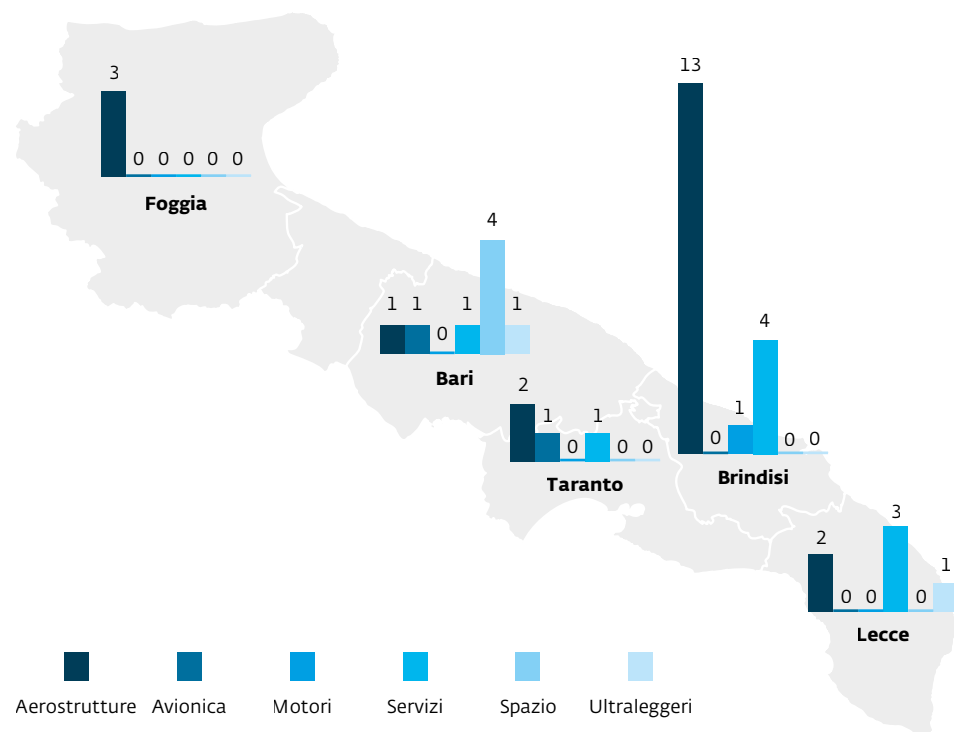 3
0 0 0 0 0
Foggia
1 1 0 1 4 1
Bari
2 1 0 1 0 0
Taranto
13 0 1 4 0 0
Brindisi
2 0 0 3 0 1
Lecce
Aerostrutture Avionica Motori Servizi Spazio Ultraleggeri